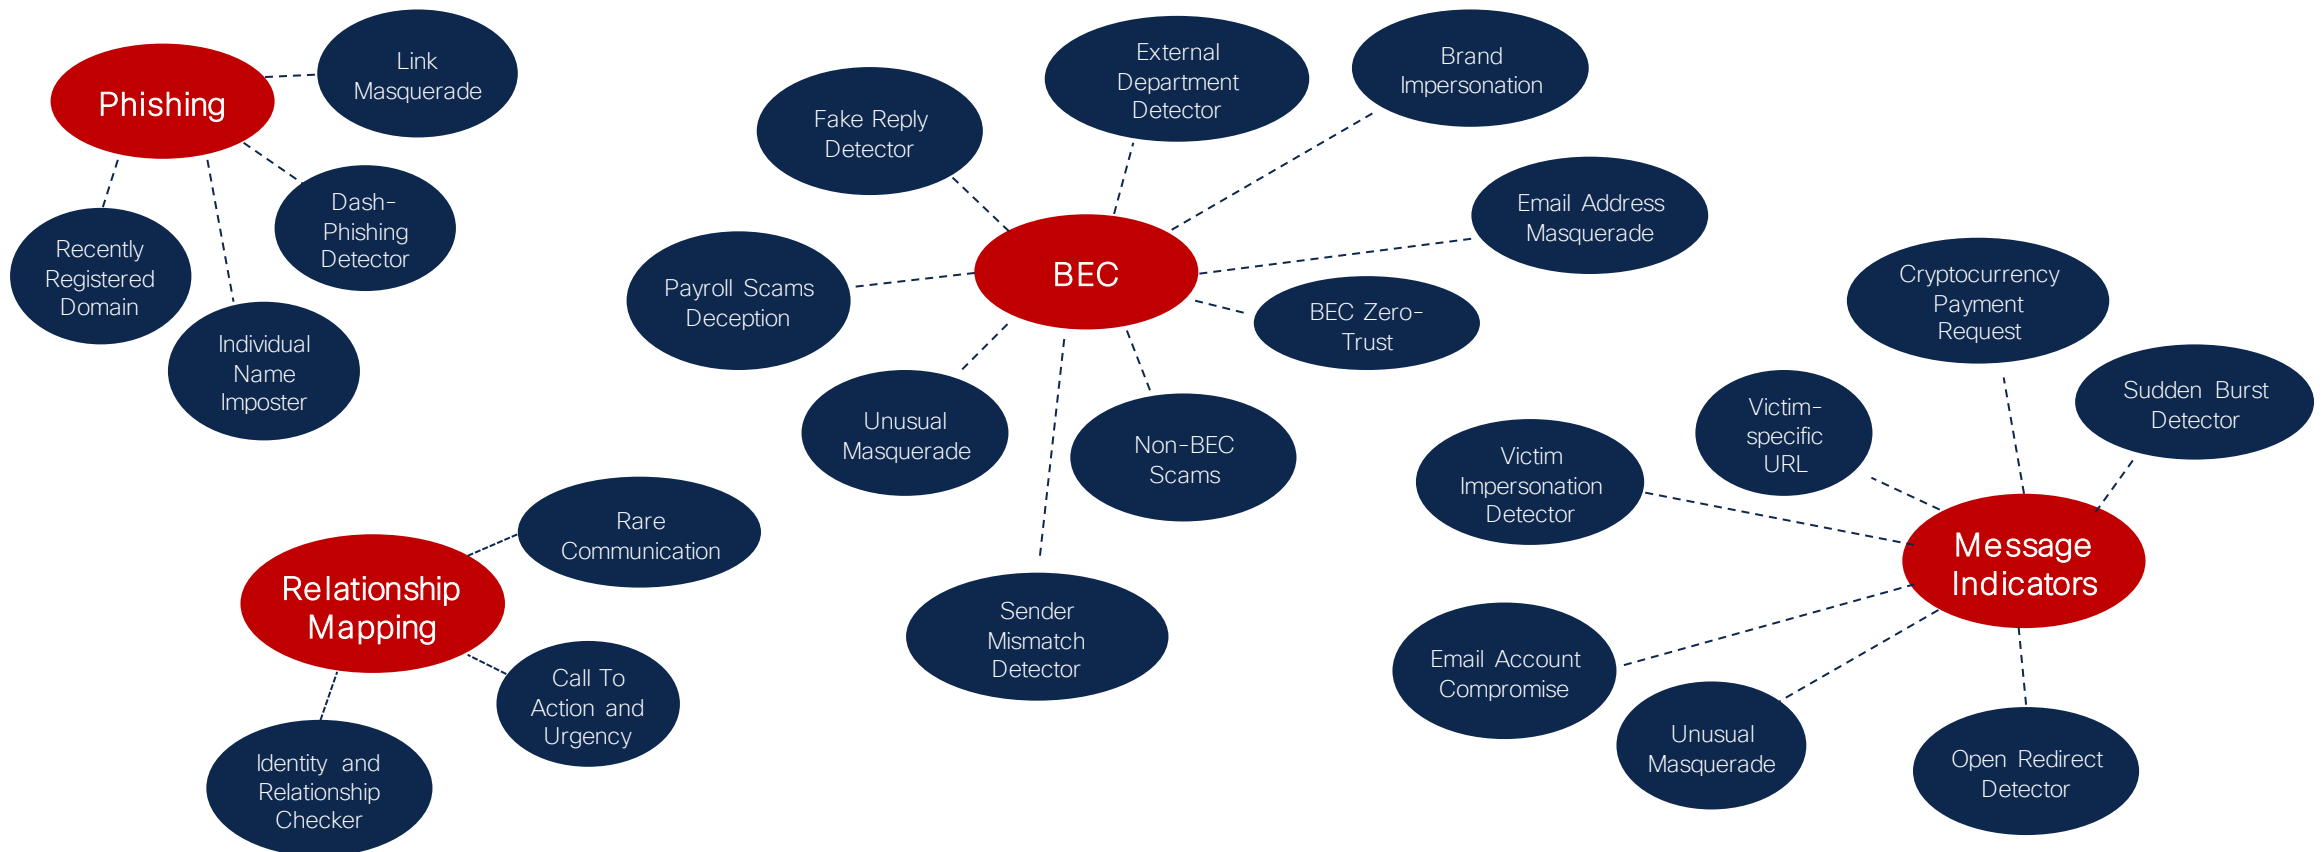 Phishing
Link
Masquerade
Dash-
Phishing
Detector
Individual
Name
Imposter
Recently
Registered
Domain
BEC
Fake Reply
Detector
External
Department
Detector
Brand
Impersonation
Email Address
Masquerade
BEC Zero-
Trust
Non-BEC
Scams
Sender
Mismatch
Detector
Unusual
Masquerade
Payroll Scams
Deception
Relationship
Mapping
Rare
Communication
Call To
Action and
Urgency
Identity and
Relationship
Checker
Message
Indicators
Victim
Impersonation
Detector
Victim-
specific
URL
Cryptocurrency
Payment
Request
Sudden Burst
Detector
Email Account
Compromise
Unusual
Masquerade
Open Redirect
Detector